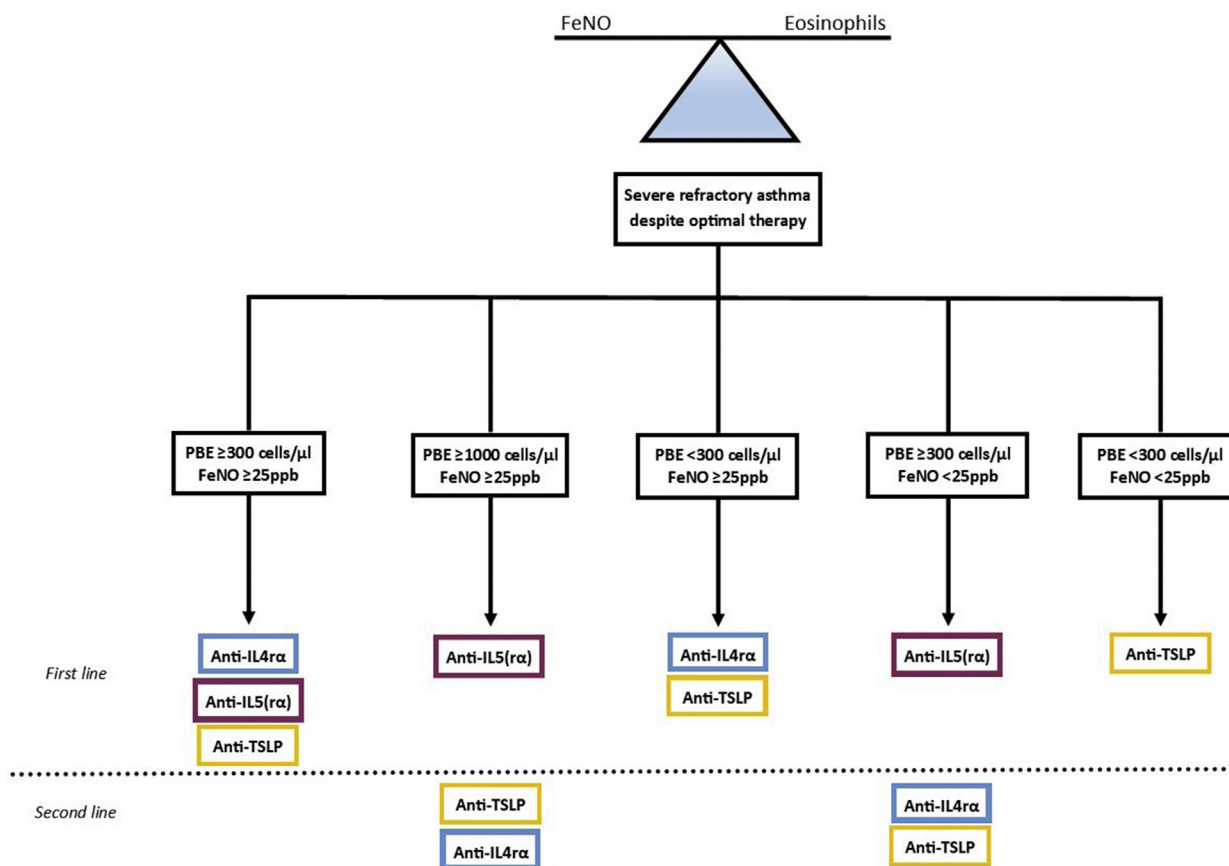 FeNO
Eosinophils
Severe refractory asthma
despite optimal therapy
PBE ≥300 cells/µl
FeNO ≥25ppb
PBE ≥1000 cells/µl
FeNO ≥25ppb
PBE <300 cells/µl
FeNO ≥25ppb
PBE ≥300 cells/µl
FeNO <25ppb
PBE <300 cells/µl
FeNO <25ppb
First line
Anti-IL4rα
Anti-IL5(rα)
Anti-TSLP
Anti-IL5(rα)
Anti-IL4rα
Anti-TSLP
Anti-IL5(rα)
Anti-TSLP
Second line
Anti-TSLP
Anti-IL4rα
Anti-IL4rα
Anti-TSLP